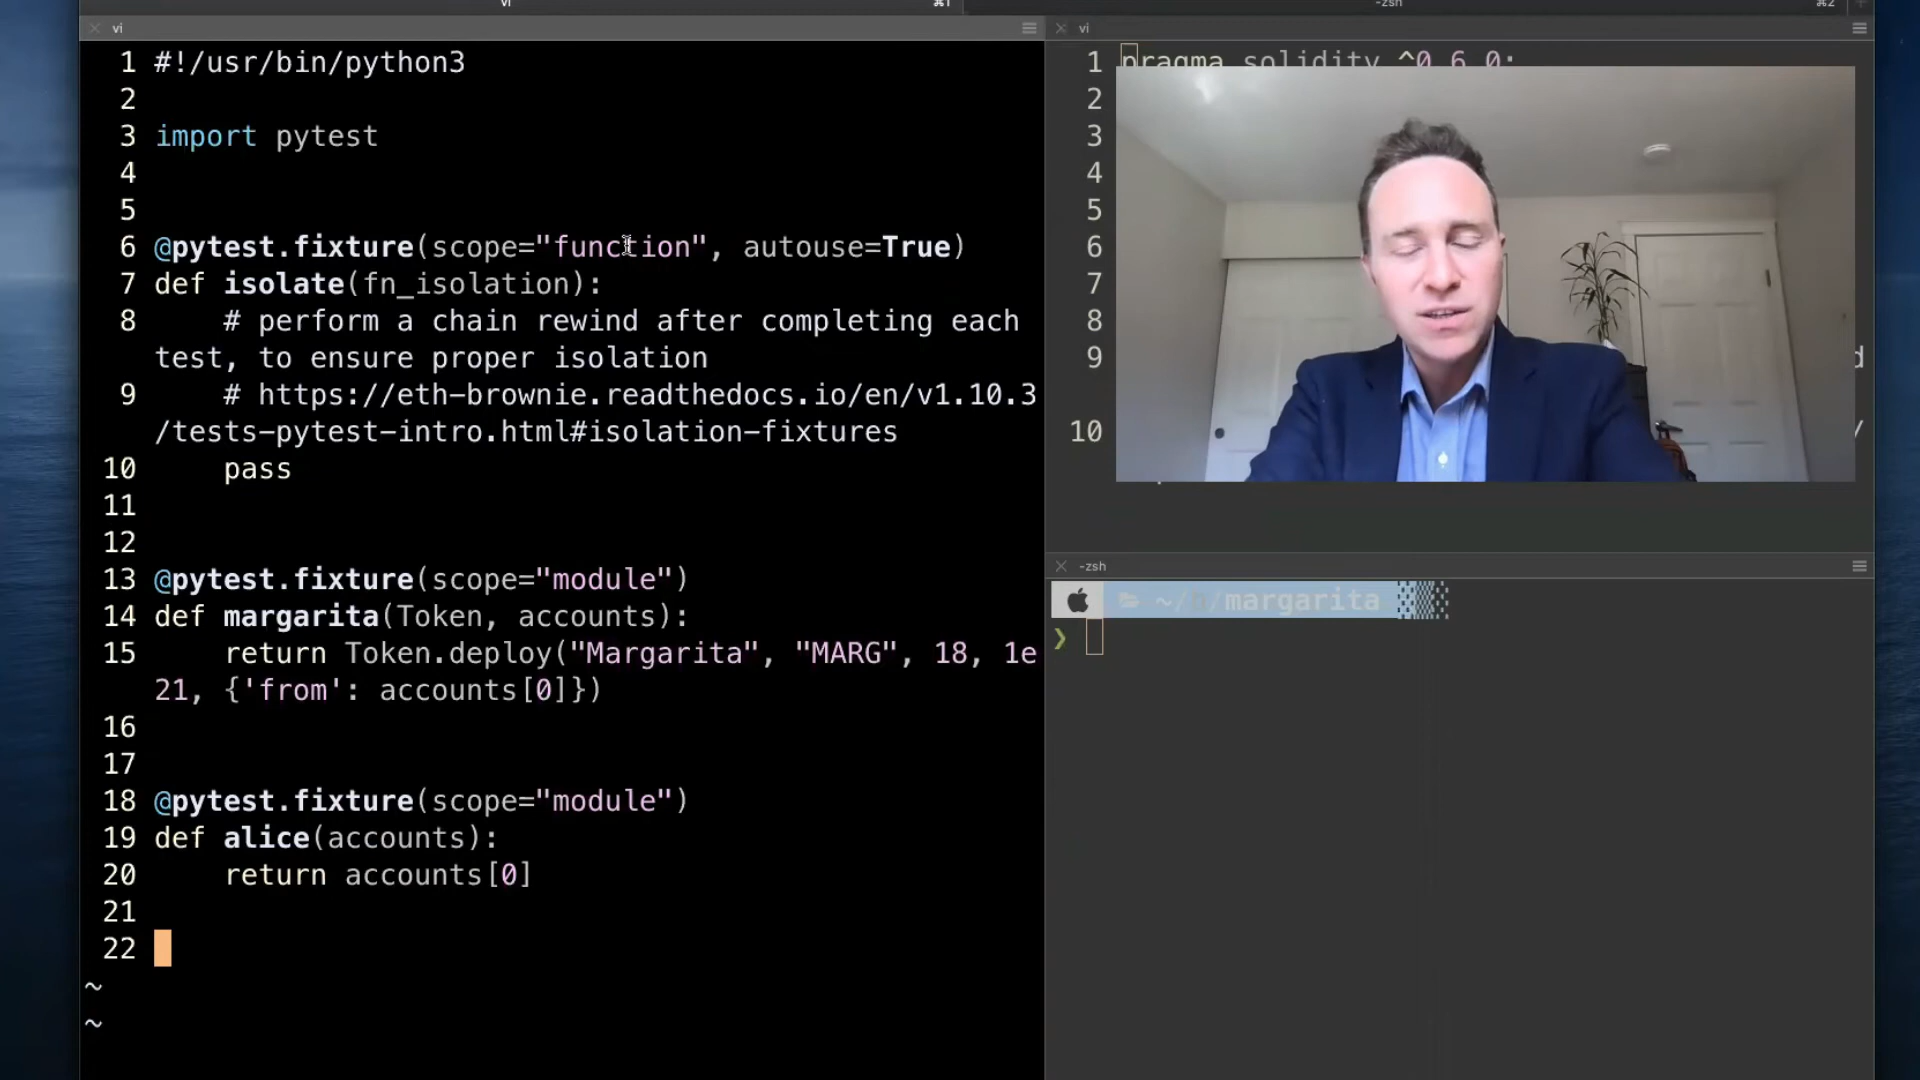 vi
⌘1
-zsh
⌘2
vi
1 #!/usr/bin/python3
2
3 import pytest
4
5
6 @pytest.fixture(scope="function", autouse=True)
7 def isolate(fn_isolation):
8 # perform a chain rewind after completing each
test, to ensure proper isolation
9 # https://eth-brownie.readthedocs.io/en/v1.10.3
/tests-pytest-intro.html#isolation-fixtures
10 pass
11
12
13 @pytest.fixture(scope="module")
14 def margarita(Token, accounts):
15 return Token.deploy("Margarita", "MARG", 18, 1e
21, {'from': accounts[0]})
16
17
18 @pytest.fixture(scope="module")
19 def alice(accounts):
20 return accounts[0]
21
22
~
~
vi
1 pragma solidity ^0.6.0;
2
3
4
5
6
7
8
9 d
10 /
-zsh
~/b/margarita
❯